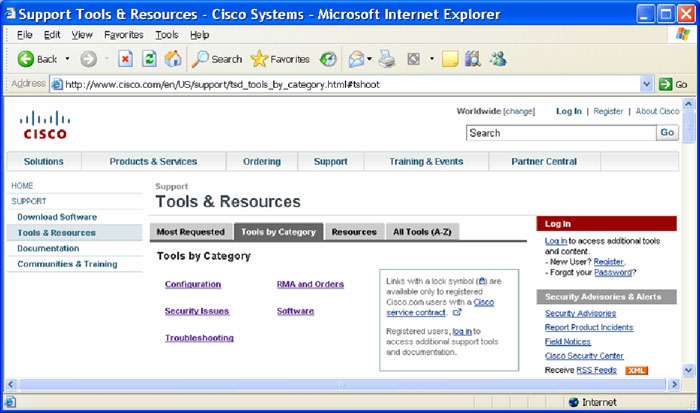 Support Tools & Resources - Cisco Systems - Microsoft Internet Explorer
File Edit View Favorites Tools Help
Back Search Favorites
Address http://www.cisco.com/en/US/support/tsd_tools_by_category.html#tshoot Go
Worldwide [change] Log In | Register | About Cisco
CISCO
Search Go
Solutions Products & Services Ordering Support Training & Events Partner Central
HOME
SUPPORT
Download Software
Tools & Resources
Documentation
Communities & Training
Support
Tools & Resources
Most Requested Tools by Category Resources All Tools (A-Z)
Tools by Category
Configuration RMA and Orders
Security Issues Software
Troubleshooting
Links with a lock symbol ( ) are
available only to registered
Cisco.com users with a Cisco
service contract.
Registered users, log in to
access additional support tools
and documentation.
Log In
Log In to access additional tools
and content.
- New User? Register.
- Forgot your Password?
Security Advisories & Alerts
Security Advisories
Report Product Incidents
Field Notices
Cisco Security Center
Receive RSS Feeds XML
Internet